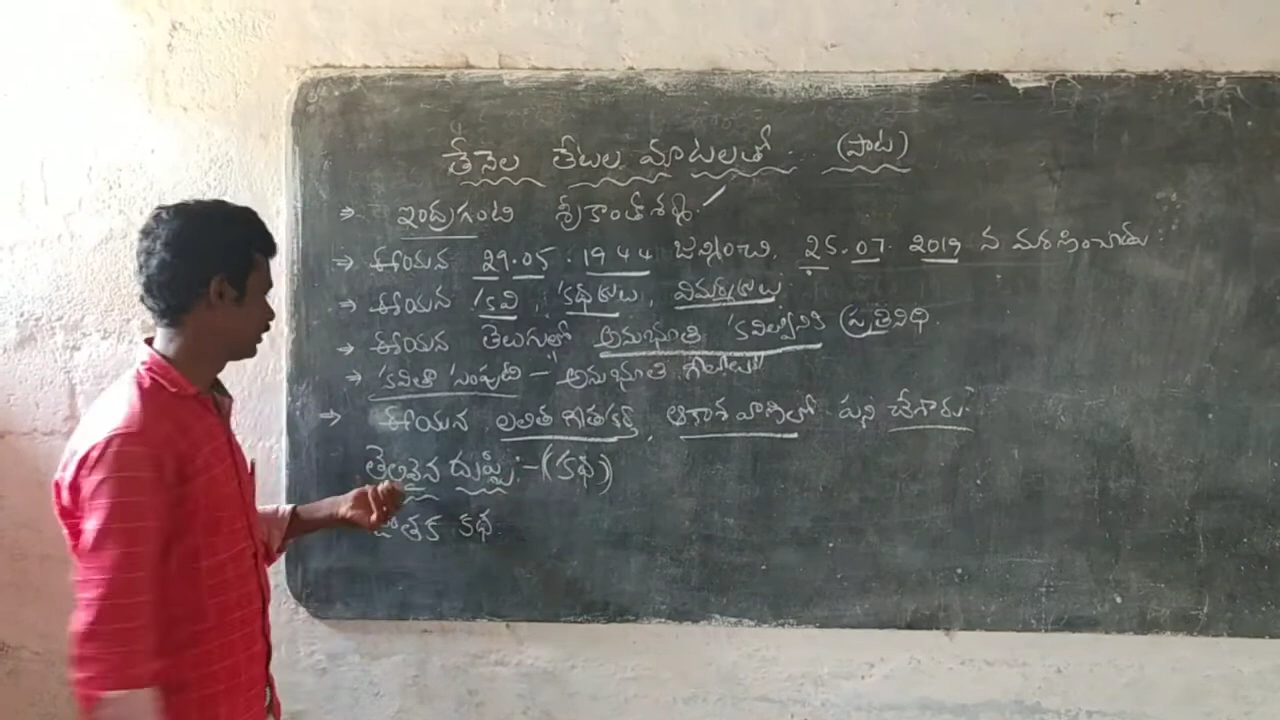 తేనెల తేటల మాటలతో ... (పాట)
⇒ ఇంద్రగంటి శ్రీకాంత్ శర్మ.
⇒ ఈయన 29.05.1944 జన్మించి, 25.07.2019 న మరణించారు.
⇒ ఈయన కవి, కథకులు, విమర్శకులు.
⇒ ఈయన తెలుగులో అనుభూతి కవిత్వానికి ప్రతినిధి.
⇒ కవితా సంపుటి - అనుభూతి గీతాలు
⇒ ఈయన లలిత గీతకర్త, ఆకాశవాణిలో పని చేశారు.
తెలివైన దృష్టి :- (కథ)
జాతక కథ.